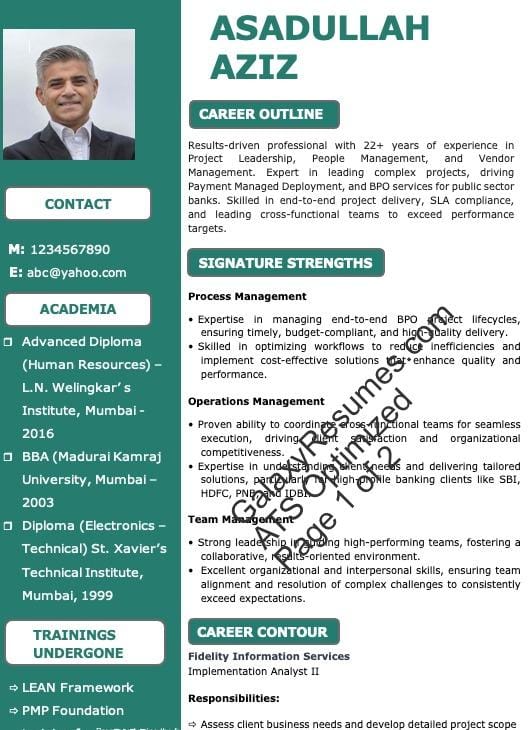 ASADULLAH
AZIZ
CONTACT
M: 1234567890
E: abc@yahoo.com
ACADEMIA
❒ Advanced Diploma
(Human Resources) –
L.N. Welingkar’s
Institute, Mumbai -
2016
❒ BBA (Madurai Kamraj
University, Mumbai –
2003
❒ Diploma (Electronics –
Technical) St. Xavier’s
Technical Institute,
Mumbai, 1999
TRAININGS
UNDERGONE
⇨ LEAN Framework
⇨ PMP Foundation
CAREER OUTLINE
Results-driven professional with 22+ years of experience in
Project Leadership, People Management, and Vendor
Management. Expert in leading complex projects, driving
Payment Managed Deployment, and BPO services for public sector
banks. Skilled in end-to-end project delivery, SLA compliance,
and leading cross-functional teams to exceed performance
targets.
SIGNATURE STRENGTHS
Process Management
• Expertise in managing end-to-end BPO project lifecycles,
ensuring timely, budget-compliant, and high-quality delivery.
• Skilled in optimizing workflows to reduce inefficiencies and
implement cost-effective solutions that enhance quality and
performance.
Operations Management
• Proven ability to coordinate cross-functional teams for seamless
execution, driving client satisfaction and organizational
competitiveness.
• Expertise in understanding client needs and delivering tailored
solutions, particularly for high-profile banking clients like SBI,
HDFC, PNB, and IDBI.
Team Management
• Strong leadership in guiding high-performing teams, fostering a
collaborative, results-oriented environment.
• Excellent organizational and interpersonal skills, ensuring team
alignment and resolution of complex challenges to consistently
exceed expectations.
CAREER CONTOUR
Fidelity Information Services
Implementation Analyst II
Responsibilities:
⇨ Assess client business needs and develop detailed project scope
GalaxyResumes.com
ATS Optimized
Page 1 of 2